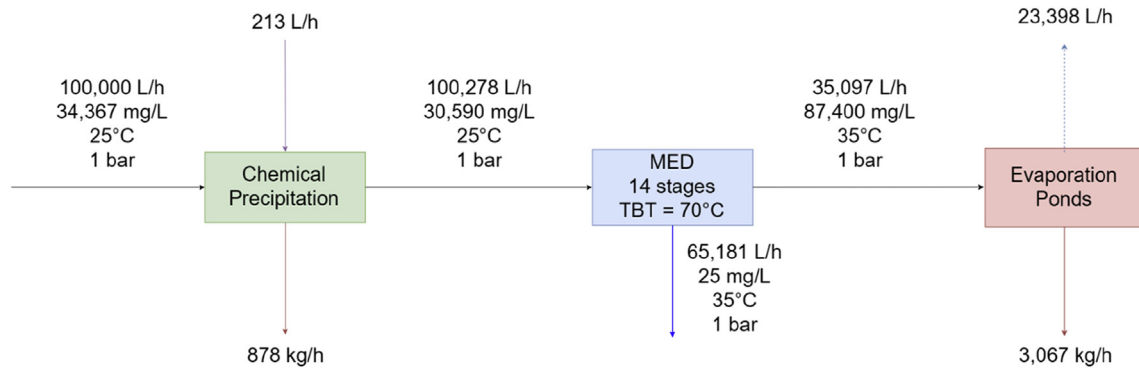 213 L/h
23,398 L/h
100,000 L/h
34,367 mg/L
25°C
1 bar
100,278 L/h
30,590 mg/L
25°C
1 bar
35,097 L/h
87,400 mg/L
35°C
1 bar
Chemical
Precipitation
MED
14 stages
TBT = 70°C
Evaporation
Ponds
65,181 L/h
25 mg/L
35°C
1 bar
878 kg/h
3,067 kg/h